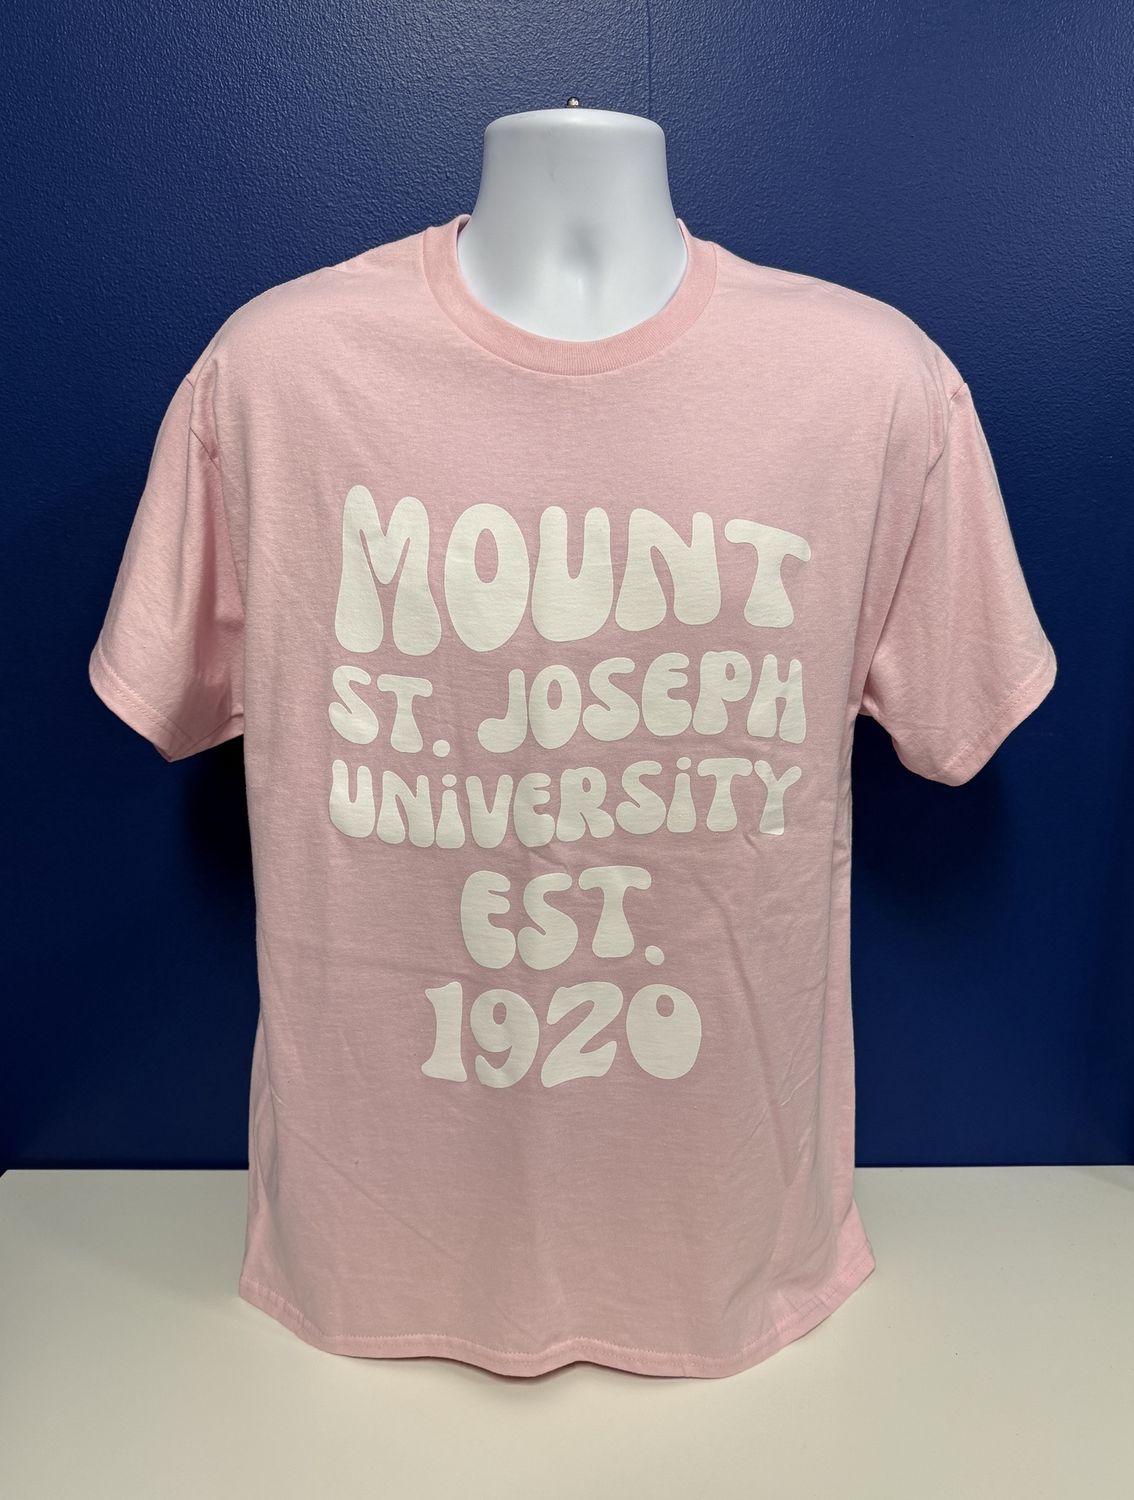 MOUNT
ST. JOSEPH
UNiVERSiTY
EST.
1920